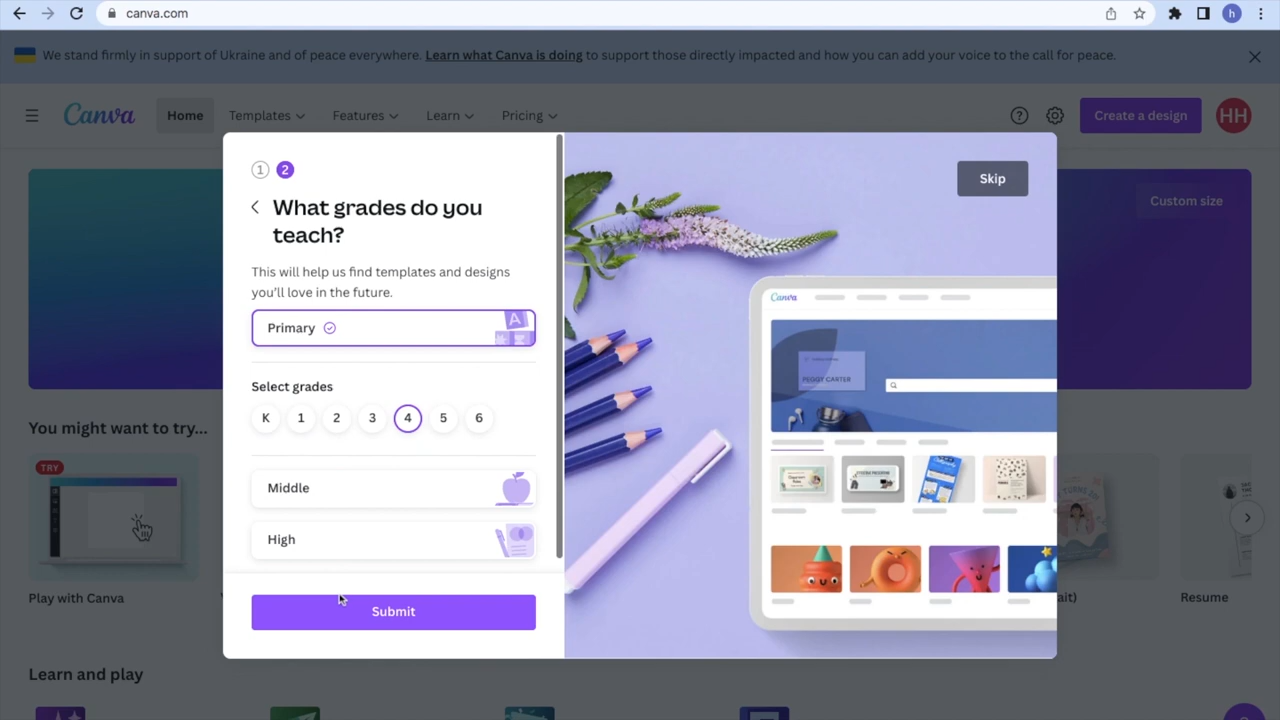 canva.com
h
We stand firmly in support of Ukraine and of peace everywhere. Learn what Canva is doing to support those directly impacted and how you can add your voice to the call for peace.
Canva
Home
Templates
Features
Learn
Pricing
Create a design
HH
1 2
What grades do you
teach?
This will help us find templates and designs
you'll love in the future.
Primary
A
Select grades
K 1 2 3 4 5 6
Middle
High
Submit
Skip
Canva
PEGGY CARTER
Custom size
You might want to try...
TRY
Play with Canva
Resume
Learn and play